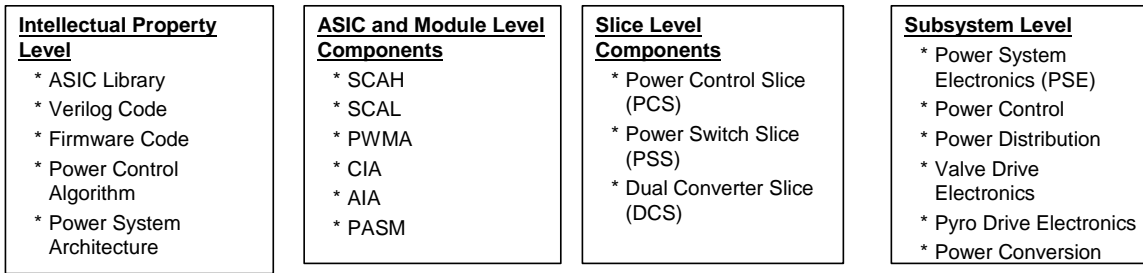 Intellectual Property
Level
* ASIC Library
* Verilog Code
* Firmware Code
* Power Control
Algorithm
* Power System
Architecture
ASIC and Module Level
Components
* SCAH
* SCAL
* PWMA
* CIA
* AIA
* PASM
Slice Level
Components
* Power Control Slice
(PCS)
* Power Switch Slice
(PSS)
* Dual Converter Slice
(DCS)
Subsystem Level
* Power System
Electronics (PSE)
* Power Control
* Power Distribution
* Valve Drive
Electronics
* Pyro Drive Electronics
* Power Conversion